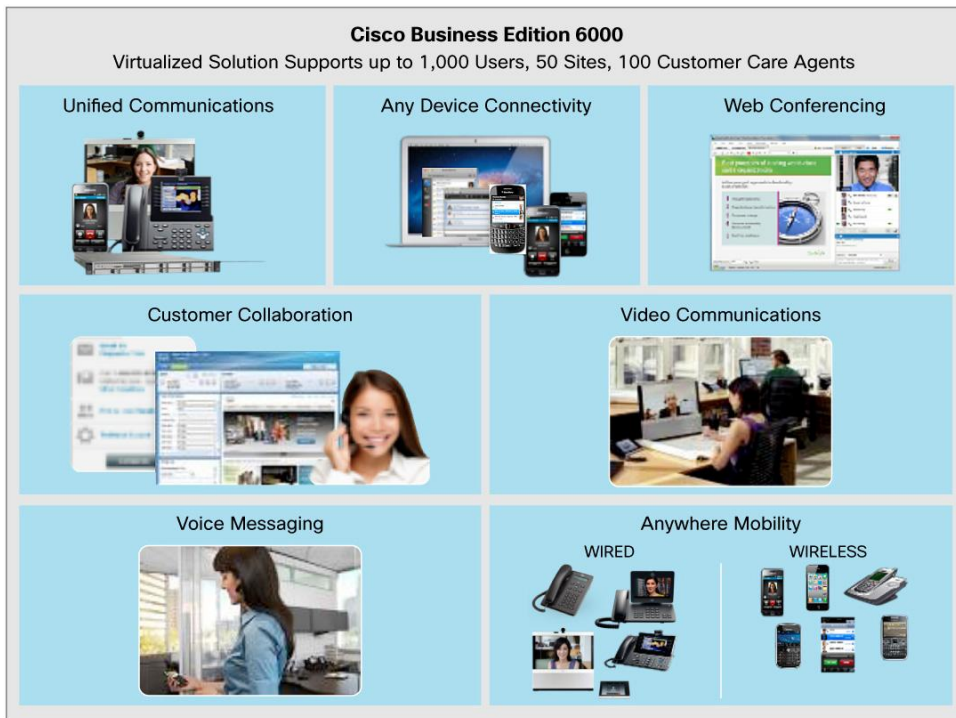 Cisco Business Edition 6000
Virtualized Solution Supports up to 1,000 Users, 50 Sites, 100 Customer Care Agents
Unified Communications
Any Device Connectivity
Web Conferencing
Customer Collaboration
Video Communications
Voice Messaging
Anywhere Mobility
WIRED
WIRELESS